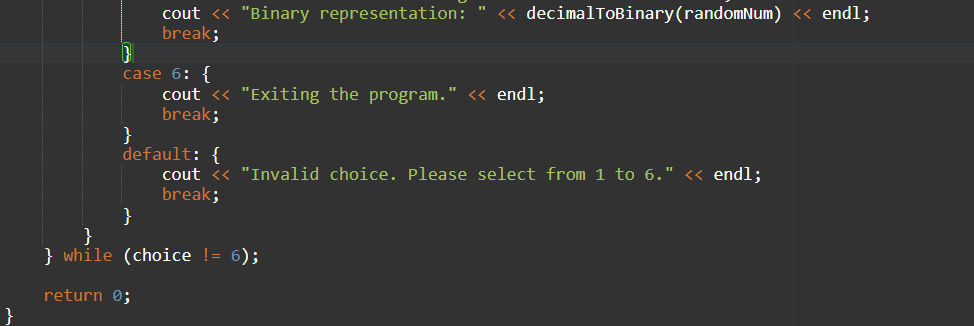 cout << "Binary representation: " << decimalToBinary(randomNum) << endl;
break;
}
case 6: {
cout << "Exiting the program." << endl;
break;
}
default: {
cout << "Invalid choice. Please select from 1 to 6." << endl;
break;
}
}
} while (choice != 6);
return 0;
}